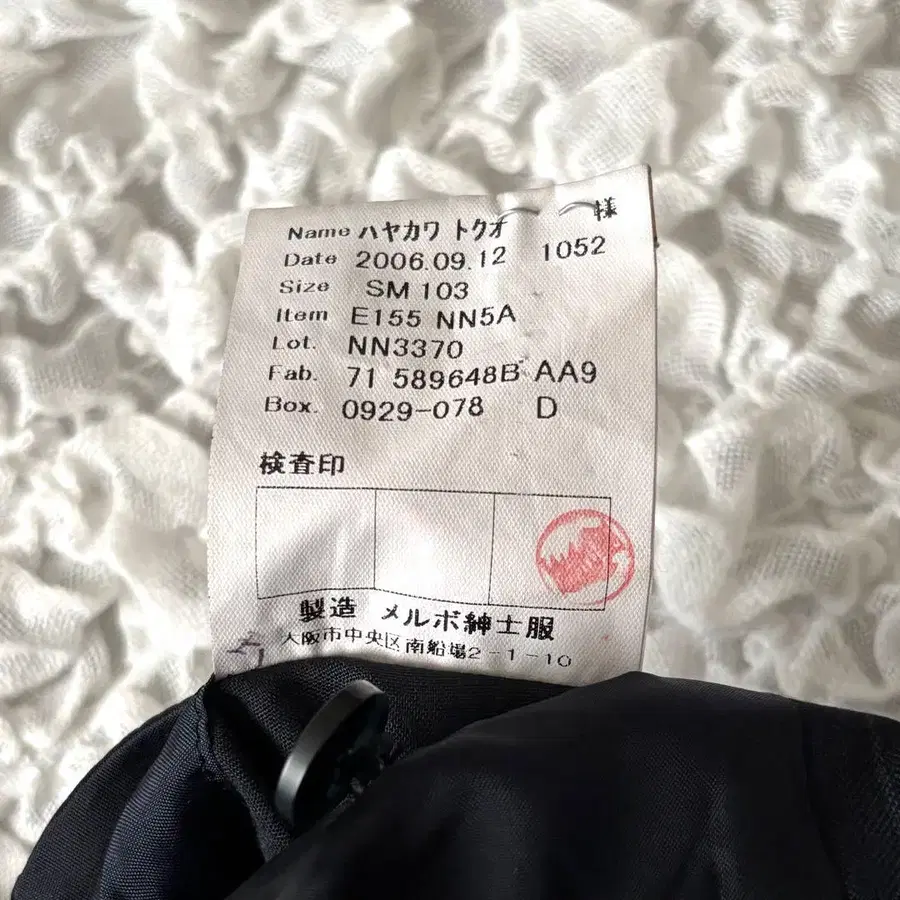 Name ハヤカワ トクオ 様
Date 2006.09.12 1052
Size SM 103
Item E155 NN5A
Lot. NN3370
Fab. 71 589648B AA9
Box. 0929-078 D
検査印
製造 メルボ紳士服
大阪市中央区南船場2-1-10